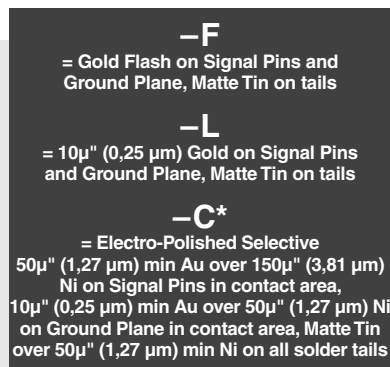 –F
= Gold Flash on Signal Pins and
Ground Plane, Matte Tin on tails
–L
= 10µ" (0,25 µm) Gold on Signal Pins
and Ground Plane, Matte Tin on tails
–C*
= Electro-Polished Selective
50µ" (1,27 µm) min Au over 150µ" (3,81 µm)
Ni on Signal Pins in contact area,
10µ" (0,25 µm) min Au over 50µ" (1,27 µm) Ni
on Ground Plane in contact area, Matte Tin
over 50µ" (1,27 µm) min Ni on all solder tails